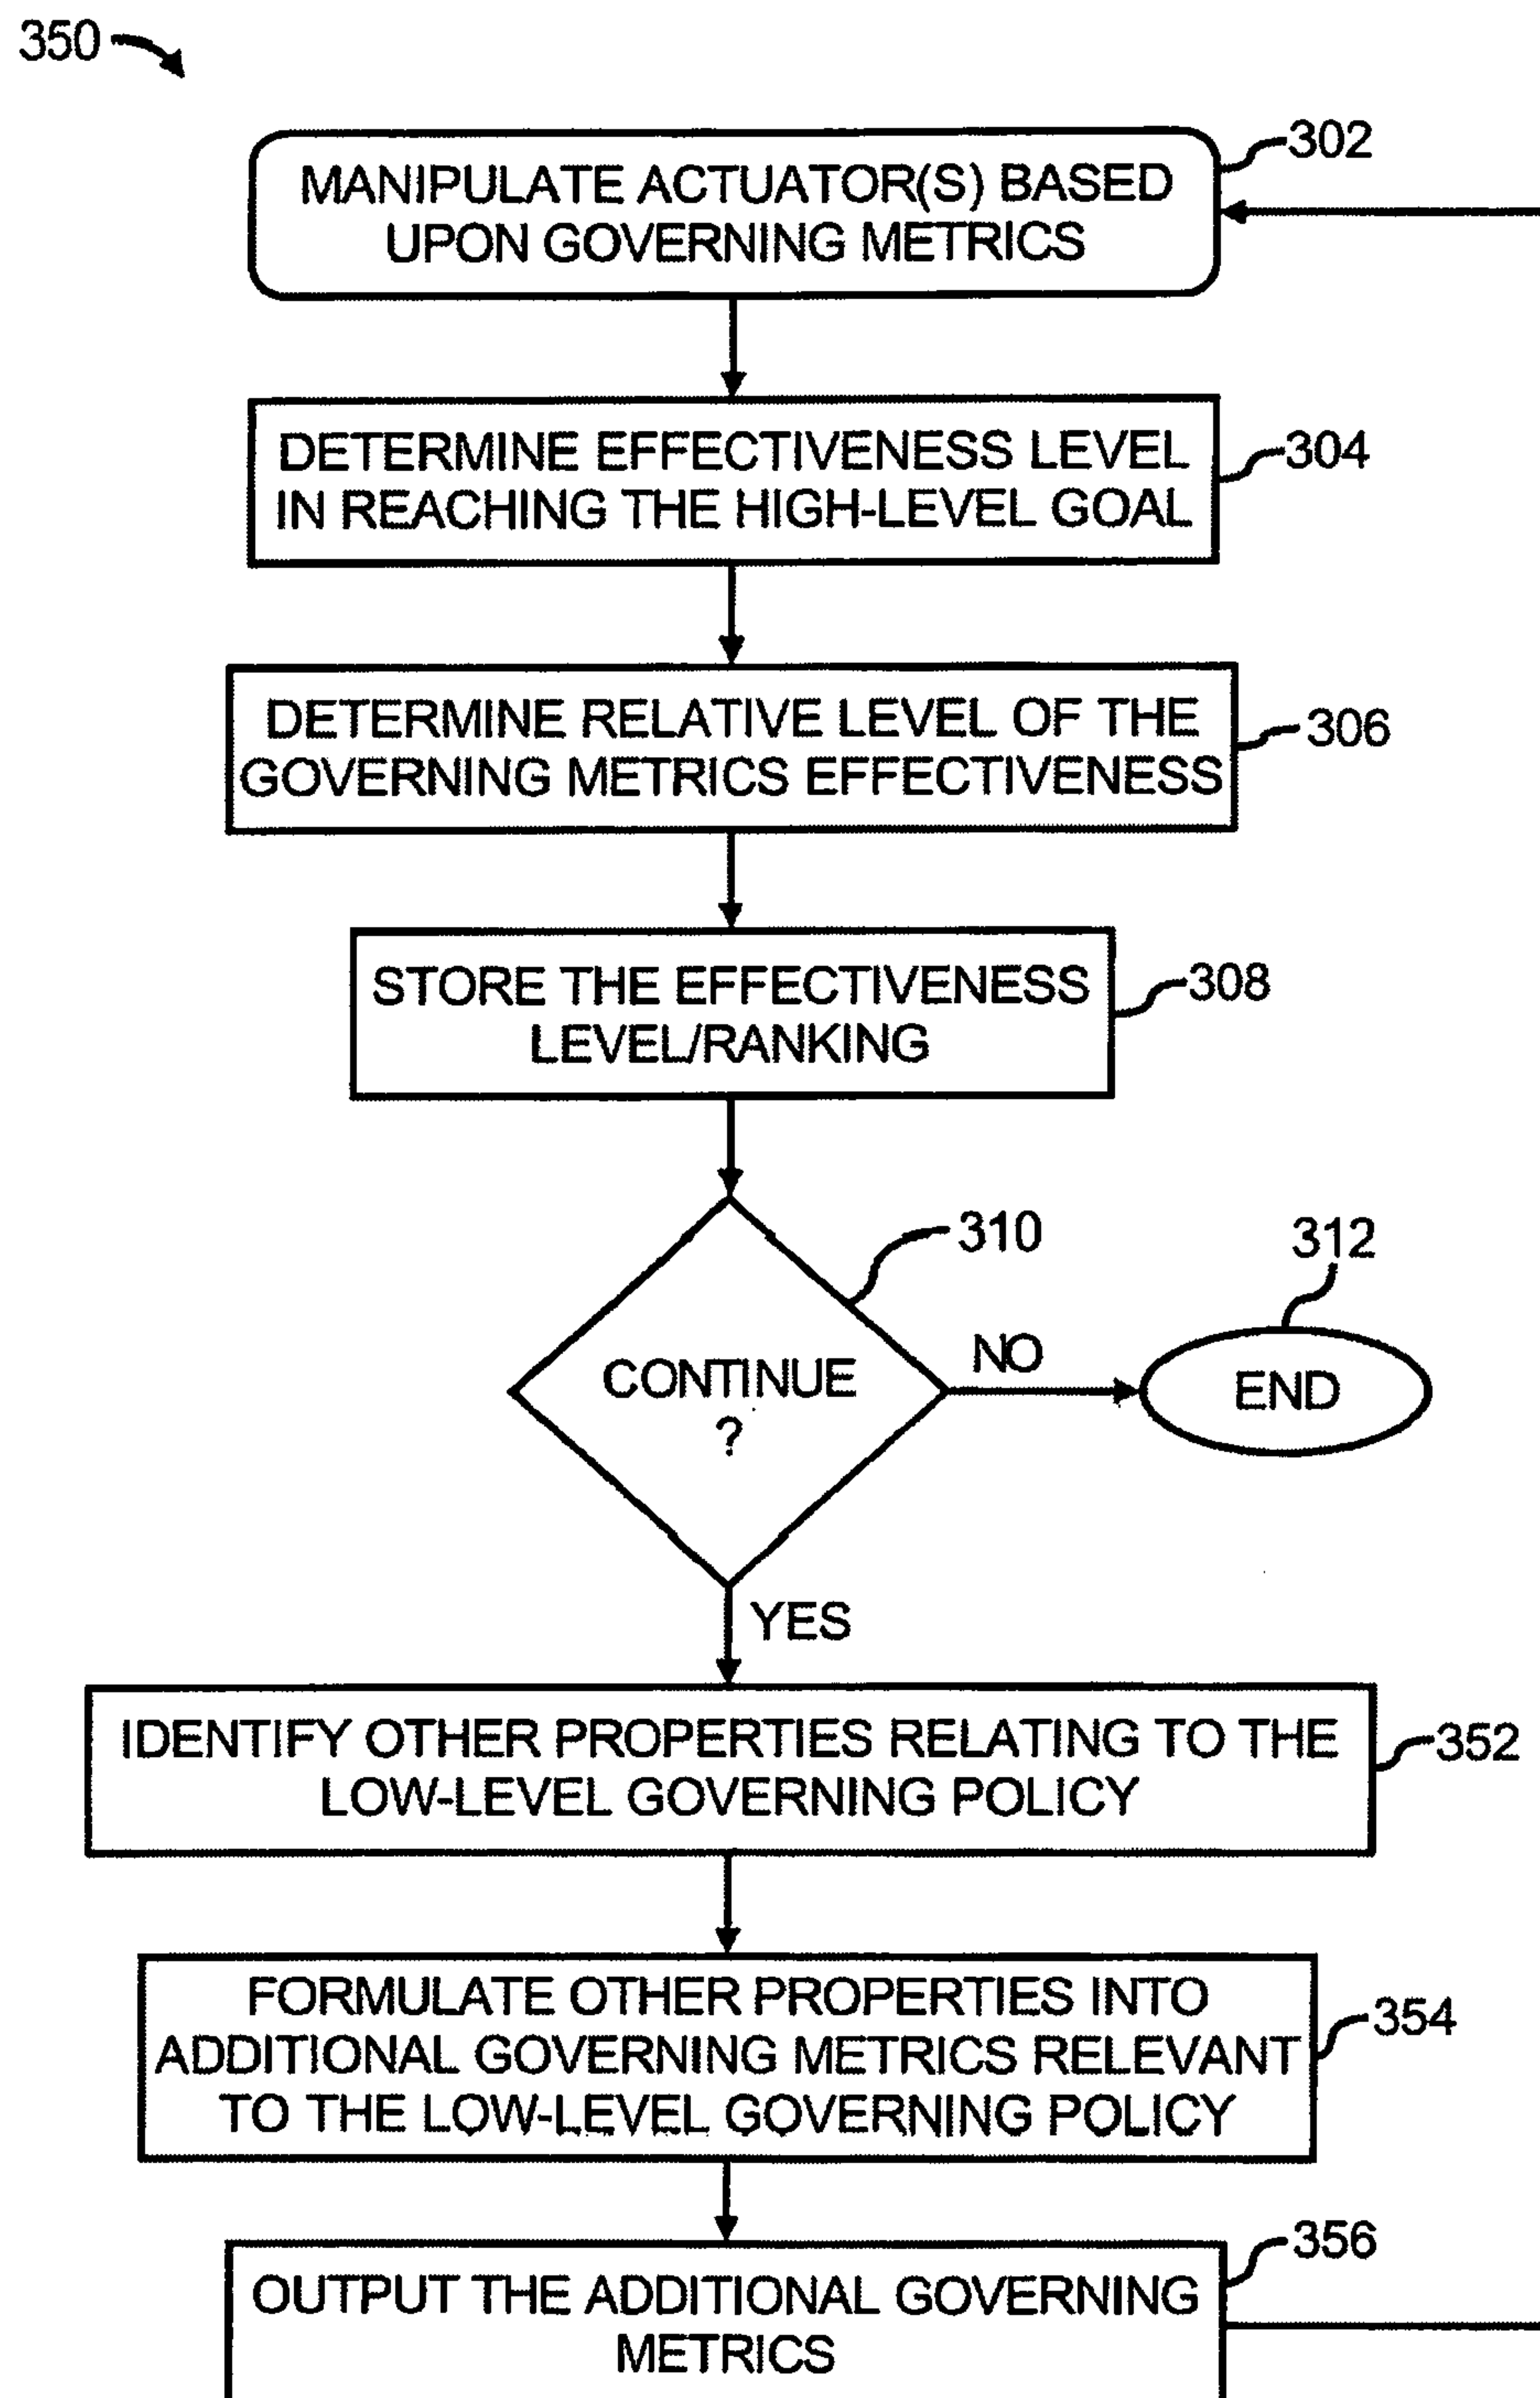 350
302
MANIPULATE ACTUATOR(S) BASED
UPON GOVERNING METRICS
DETERMINE EFFECTIVENESS LEVEL
IN REACHING THE HIGH-LEVEL GOAL
304
DETERMINE RELATIVE LEVEL OF THE
GOVERNING METRICS EFFECTIVENESS
306
STORE THE EFFECTIVENESS
LEVEL/RANKING
308
310
312
CONTINUE
?
NO
END
YES
IDENTIFY OTHER PROPERTIES RELATING TO THE
LOW-LEVEL GOVERNING POLICY
352
FORMULATE OTHER PROPERTIES INTO
ADDITIONAL GOVERNING METRICS RELEVANT
TO THE LOW-LEVEL GOVERNING POLICY
354
356
OUTPUT THE ADDITIONAL GOVERNING
METRICS